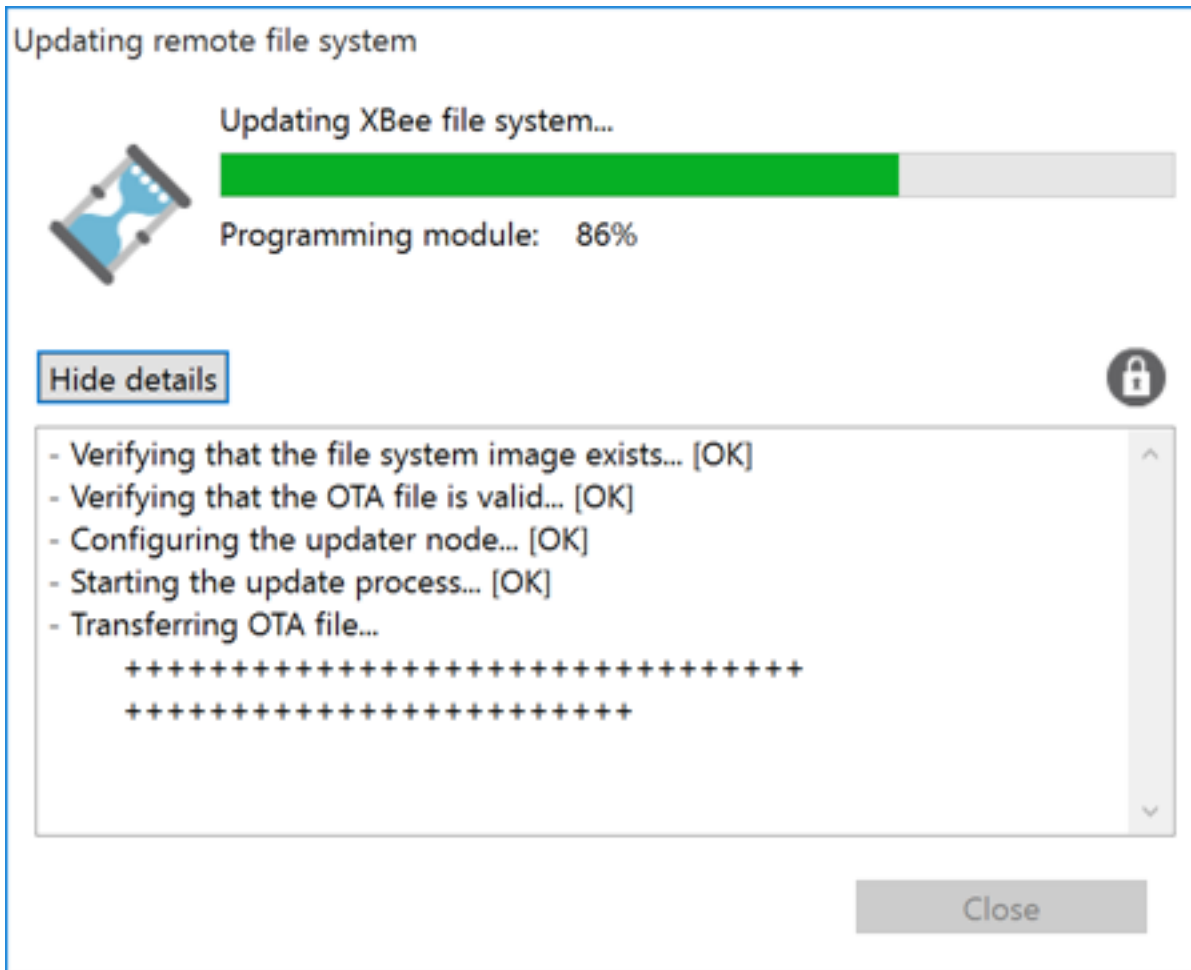 Updating remote file system
Updating XBee file system...
Programming module: 86%
Hide details
- Verifying that the file system image exists... [OK]
- Verifying that the OTA file is valid... [OK]
- Configuring the updater node... [OK]
- Starting the update process... [OK]
- Transferring OTA file...
++++++++++++++++++++++++++++++++
++++++++++++++++++++++++
Close